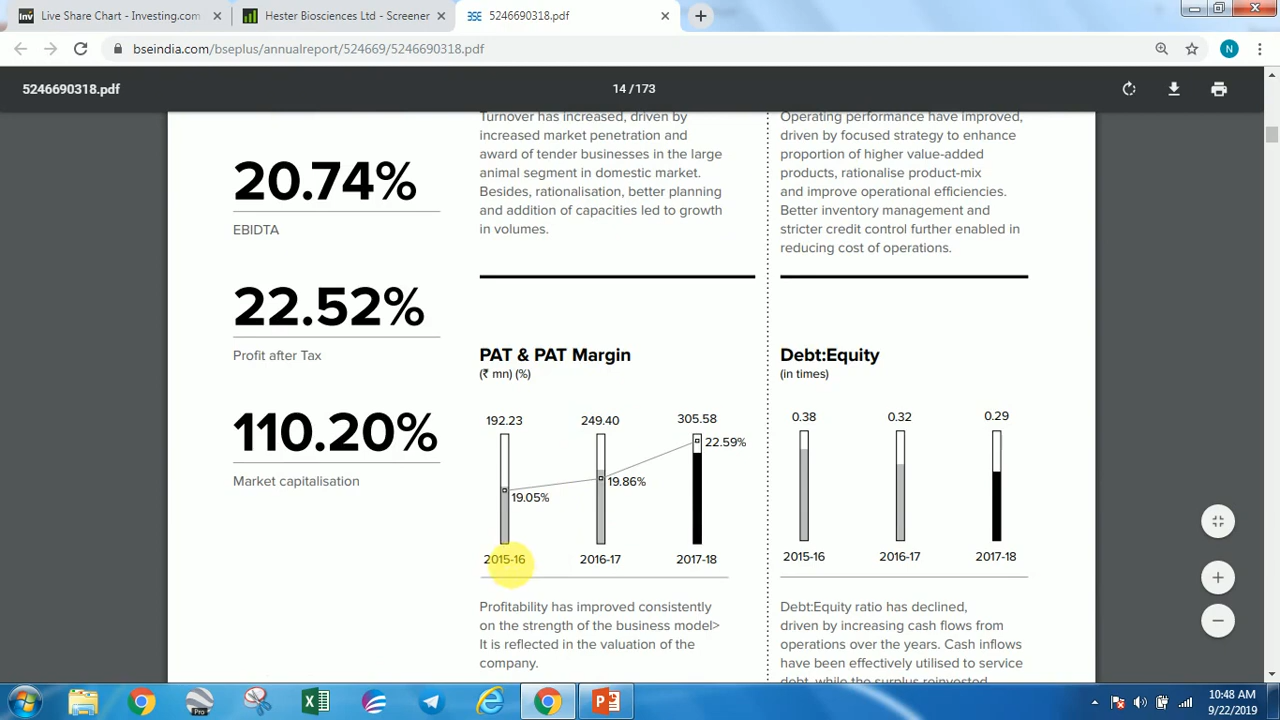 Live Share Chart - Investing.com
Hester Biosciences Ltd - Screener
5246690318.pdf
bseindia.com/bseplus/annualreport/524669/5246690318.pdf
N
5246690318.pdf
14 / 173
20.74%
EBIDTA
22.52%
Profit after Tax
110.20%
Market capitalisation
Turnover has increased, driven by
increased market penetration and
award of tender businesses in the large
animal segment in domestic market.
Besides, rationalisation, better planning
and addition of capacities led to growth
in volumes.
Operating performance have improved,
driven by focused strategy to enhance
proportion of higher value-added
products, rationalise product-mix
and improve operational efficiencies.
Better inventory management and
stricter credit control further enabled in
reducing cost of operations.
PAT & PAT Margin
(₹ mn) (%)
192.23
249.40
305.58
22.59%
19.86%
19.05%
2015-16
2016-17
2017-18
Profitability has improved consistently
on the strength of the business model>
It is reflected in the valuation of the
company.
Debt:Equity
(in times)
0.38
0.32
0.29
2015-16
2016-17
2017-18
Debt:Equity ratio has declined,
driven by increasing cash flows from
operations over the years. Cash inflows
have been effectively utilised to service
debt, while the surplus reinvested
Pro
10:48 AM
9/22/2019